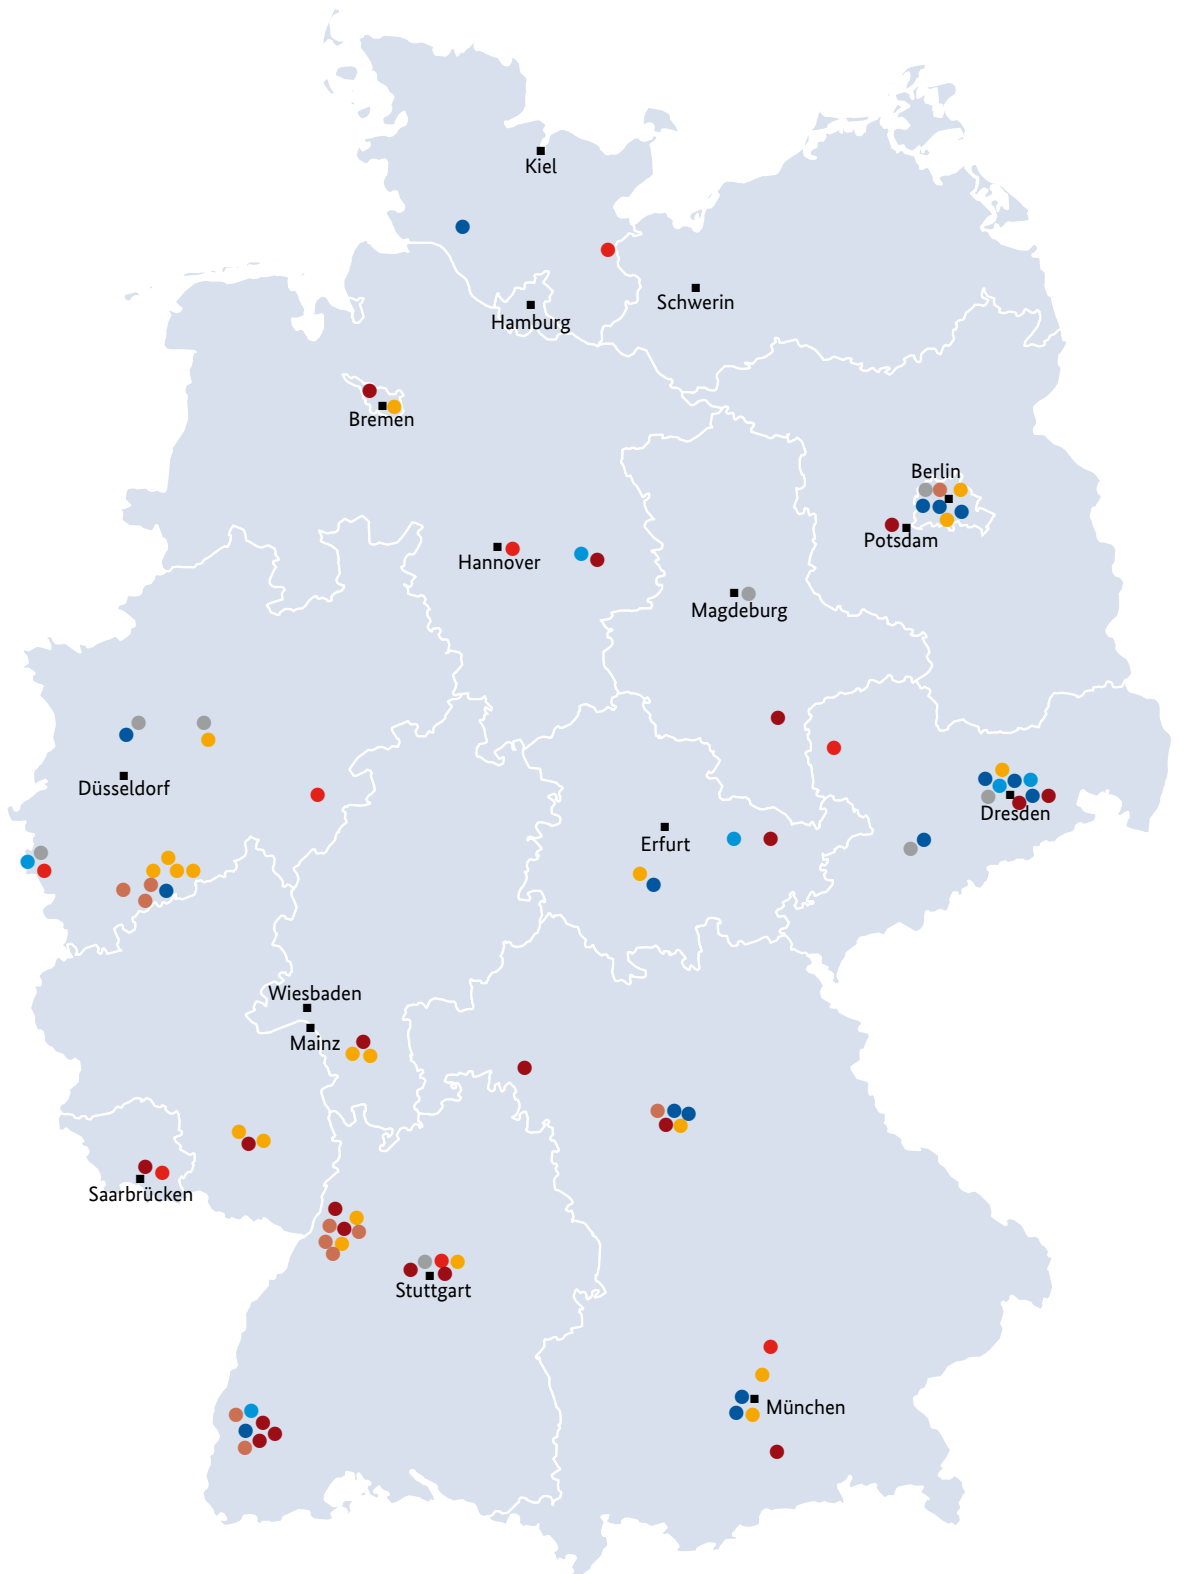 Kiel
Schwerin
Hamburg
Bremen
Berlin
Potsdam
Hannover
Magdeburg
Düsseldorf
Dresden
Erfurt
Wiesbaden
Mainz
Saarbrücken
Stuttgart
München